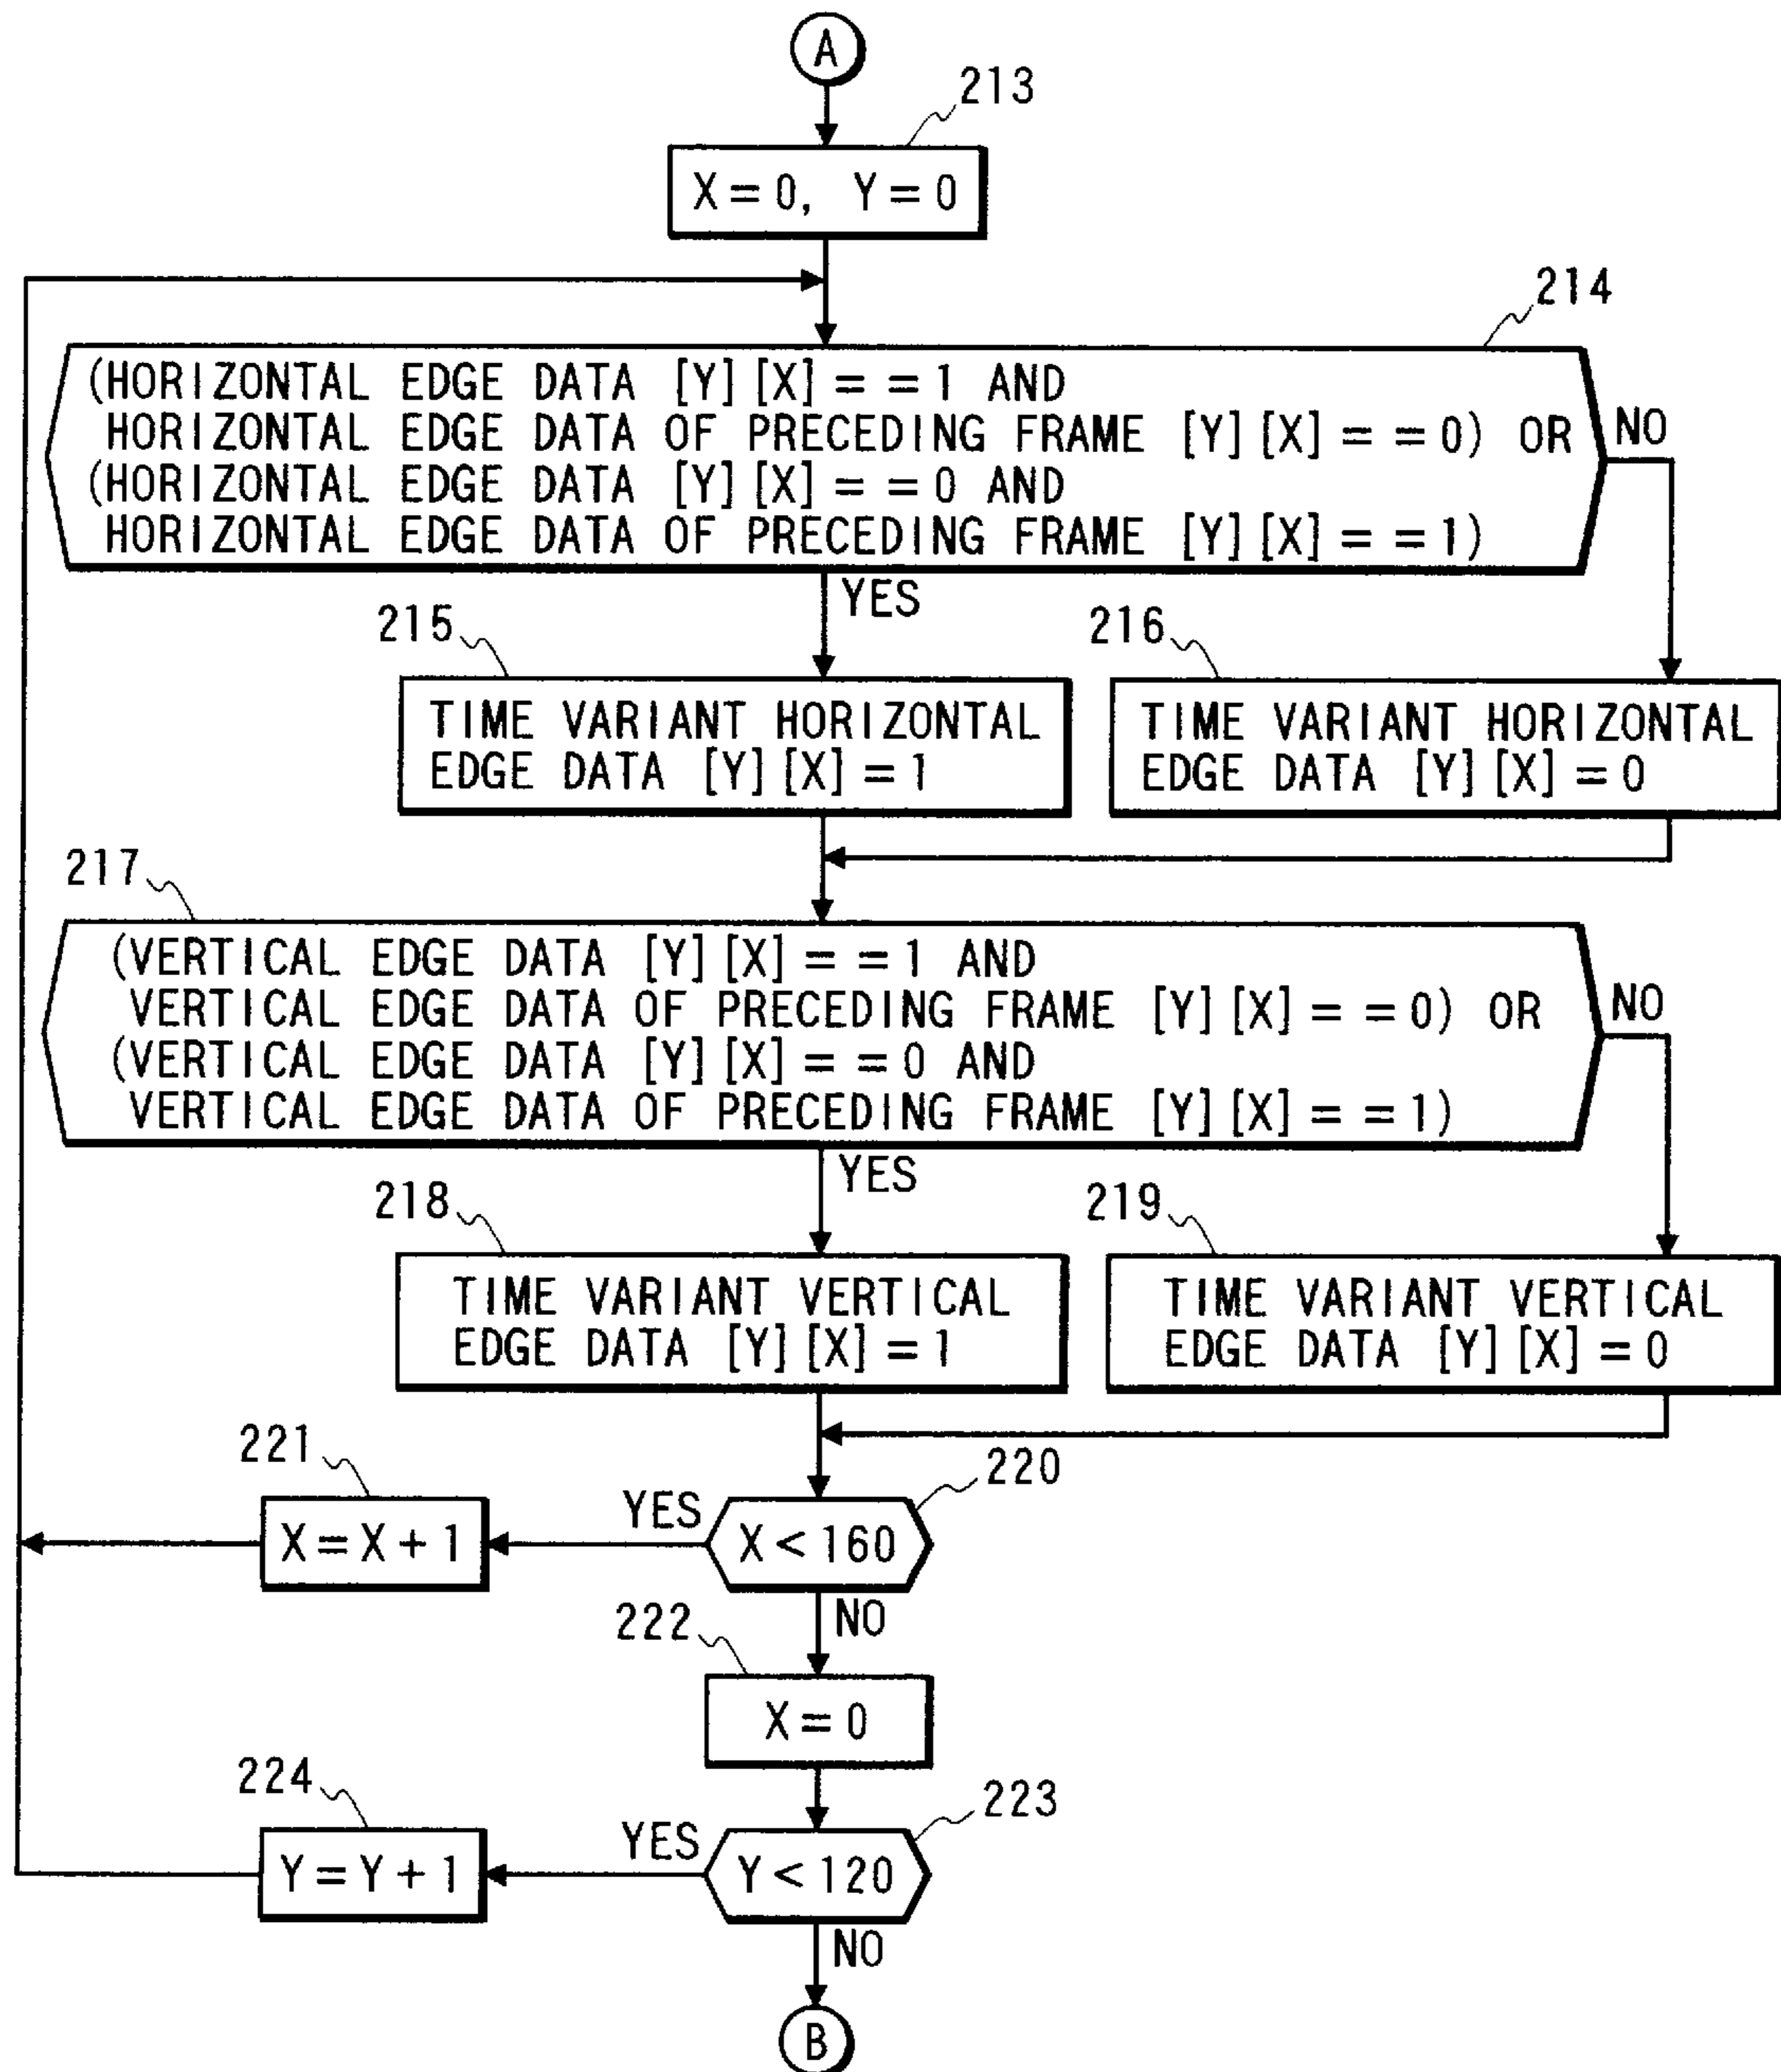 A
213
X = 0, Y = 0
214
(HORIZONTAL EDGE DATA [Y] [X] = = 1 AND
HORIZONTAL EDGE DATA OF PRECEDING FRAME [Y] [X] = = 0) OR
(HORIZONTAL EDGE DATA [Y] [X] = = 0 AND
HORIZONTAL EDGE DATA OF PRECEDING FRAME [Y] [X] = = 1)
NO
YES
215
TIME VARIANT HORIZONTAL
EDGE DATA [Y] [X] = 1
216
TIME VARIANT HORIZONTAL
EDGE DATA [Y] [X] = 0
217
(VERTICAL EDGE DATA [Y] [X] = = 1 AND
VERTICAL EDGE DATA OF PRECEDING FRAME [Y] [X] = = 0) OR
(VERTICAL EDGE DATA [Y] [X] = = 0 AND
VERTICAL EDGE DATA OF PRECEDING FRAME [Y] [X] = = 1)
NO
YES
218
TIME VARIANT VERTICAL
EDGE DATA [Y] [X] = 1
219
TIME VARIANT VERTICAL
EDGE DATA [Y] [X] = 0
220
X < 160
YES
221
X = X + 1
NO
222
X = 0
223
Y < 120
YES
224
Y = Y + 1
NO
B